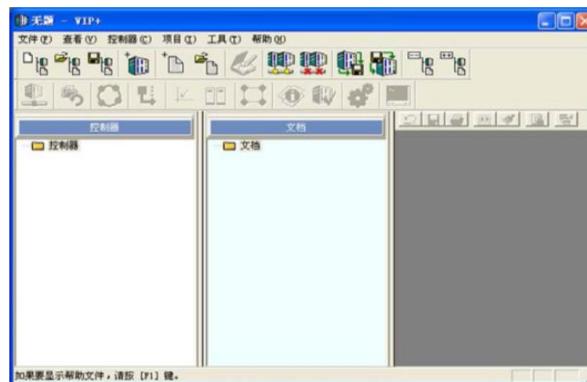 无题 - VIP+
文件(F) 查看(V) 控制器(C) 项目(I) 工具(T) 帮助(H)
控制器
文档
控制器
文档
如果要显示帮助文件，请按 [F1] 键。